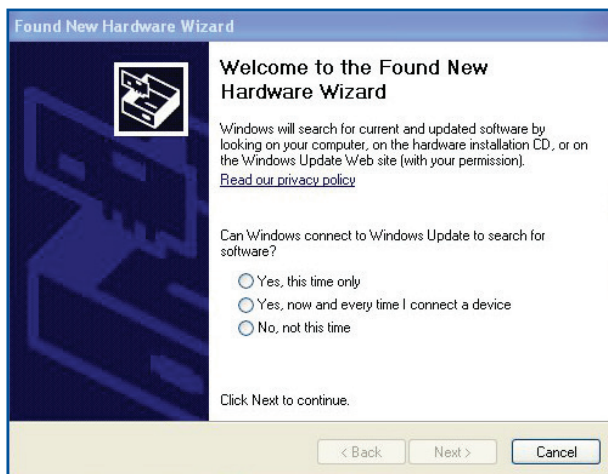 Found New Hardware Wizard
Welcome to the Found New
Hardware Wizard
Windows will search for current and updated software by
looking on your computer, on the hardware installation CD, or on
the Windows Update Web site (with your permission).
Read our privacy policy
Can Windows connect to Windows Update to search for
software?
Yes, this time only
Yes, now and every time I connect a device
No, not this time
Click Next to continue.
< Back Next > Cancel